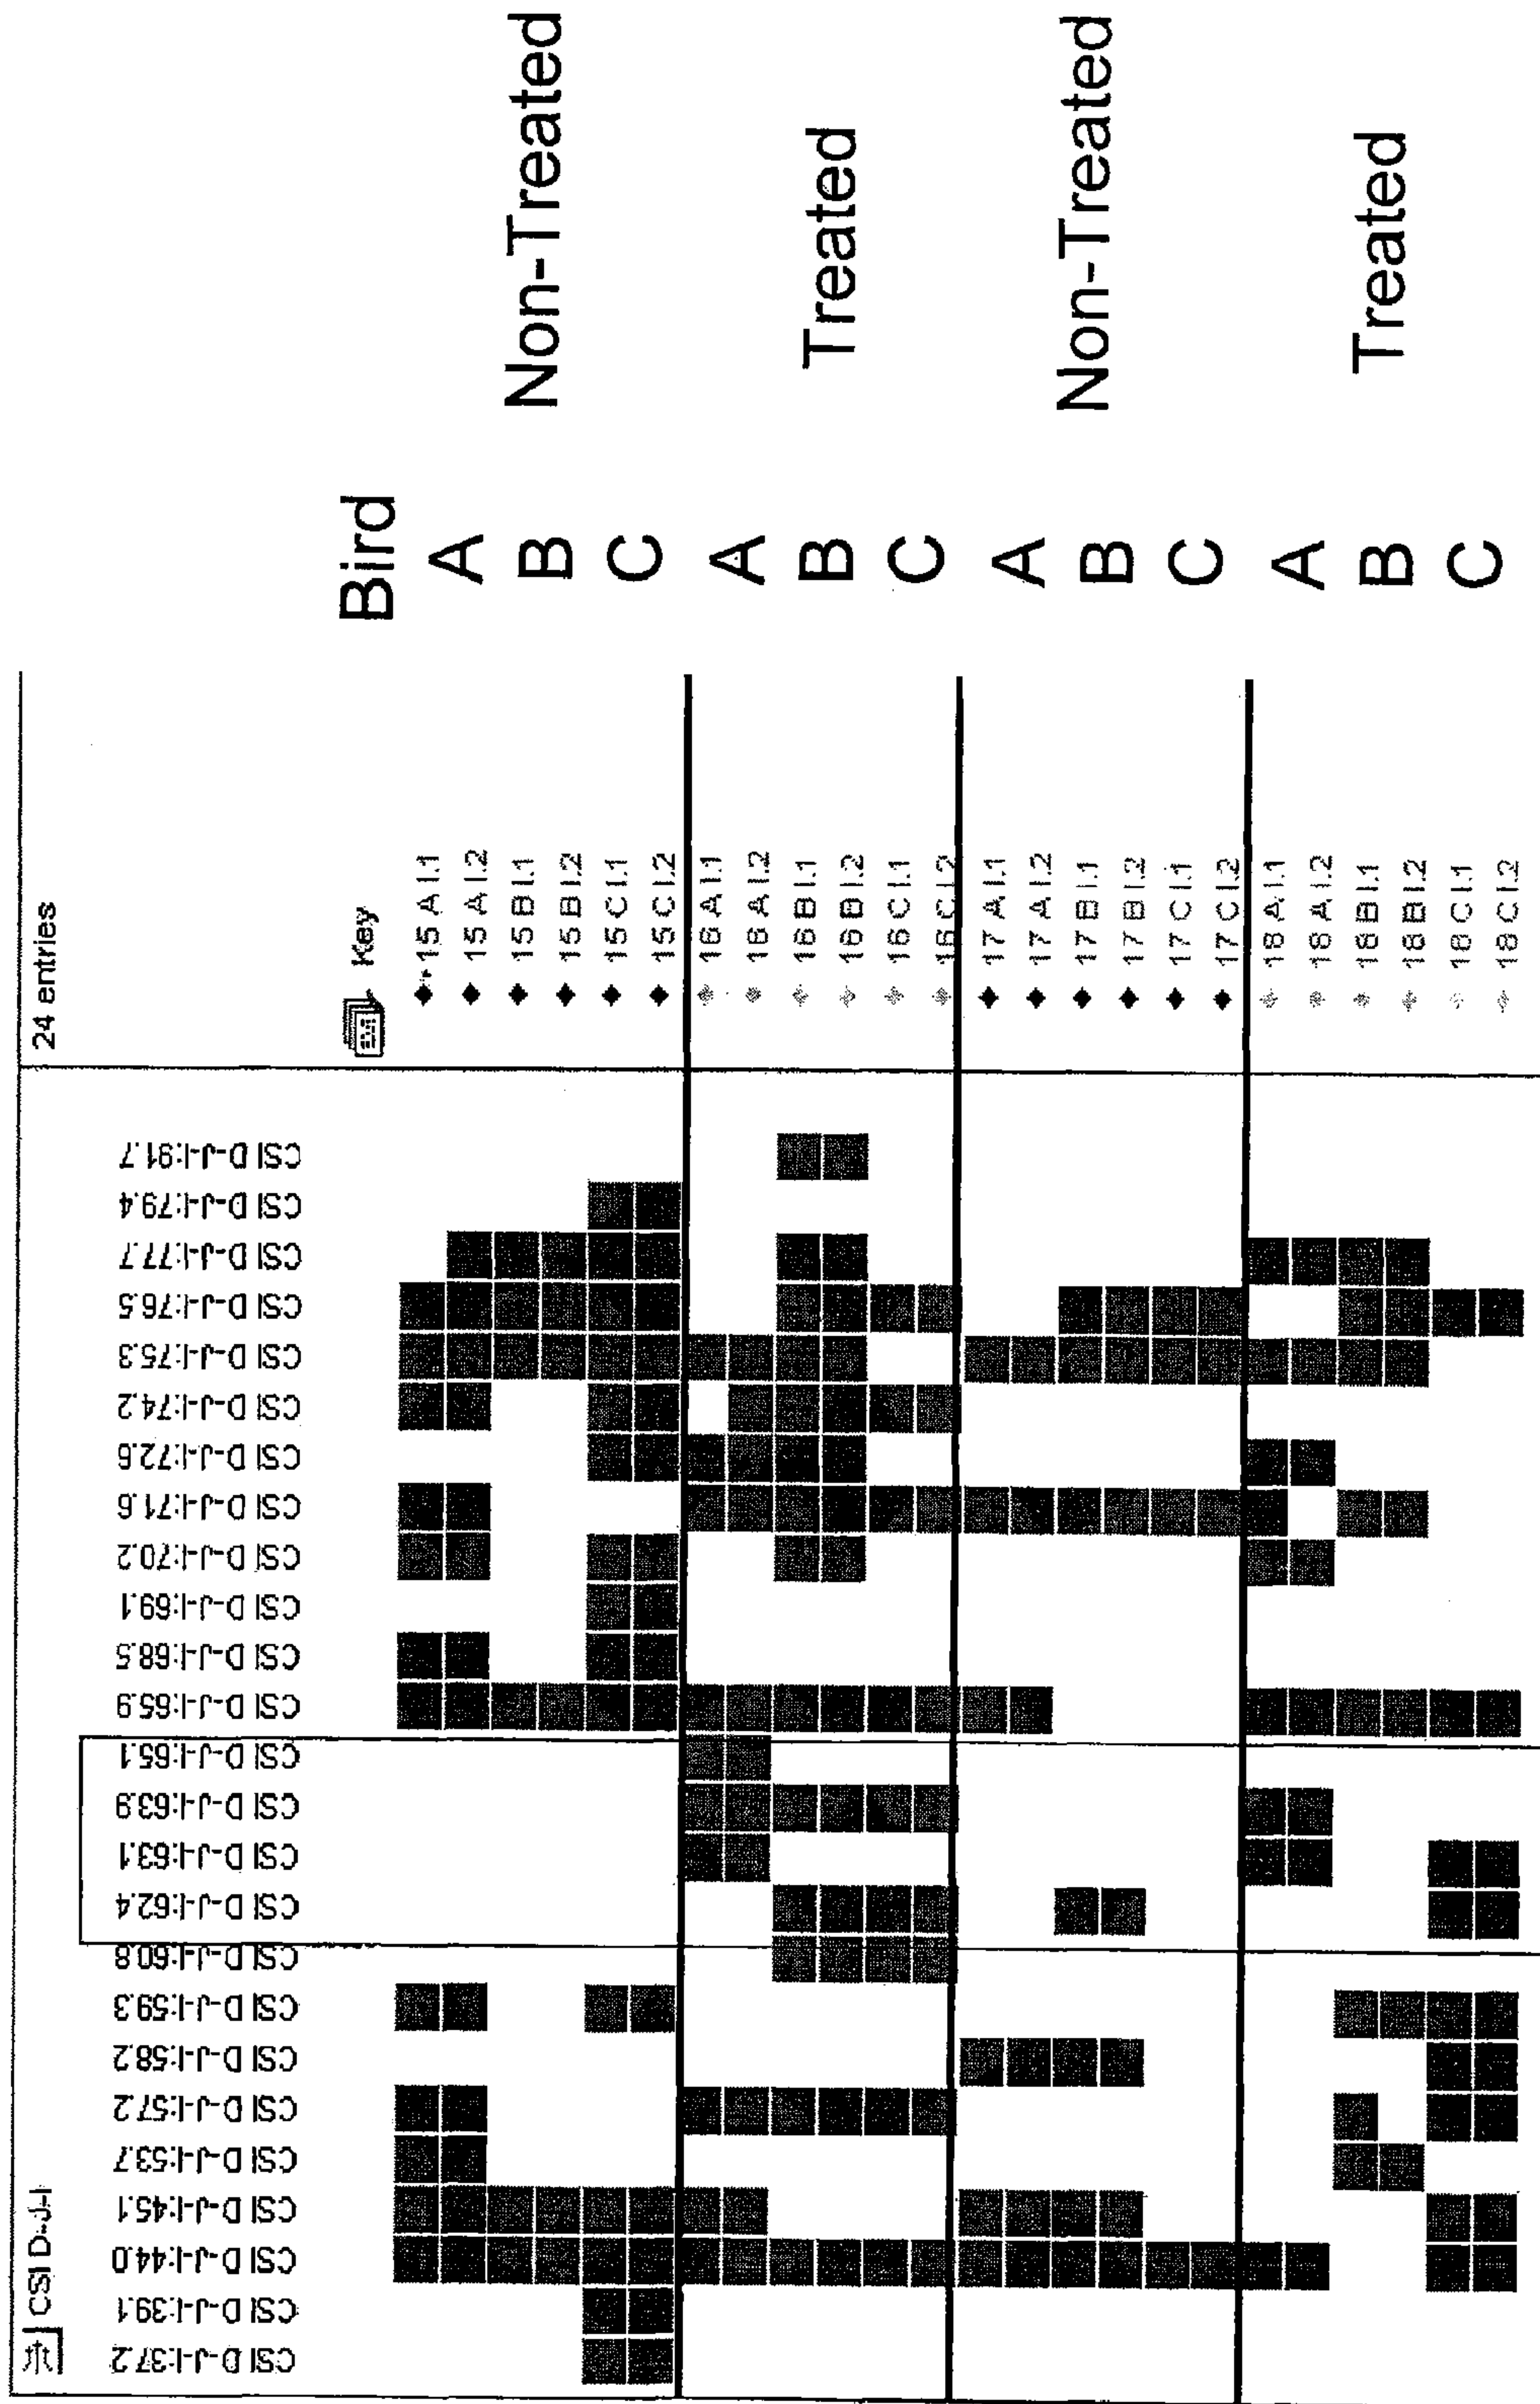 CSI D-J-I
24 entries
CSI D-J-I:37.2
CSI D-J-I:39.1
CSI D-J-I:44.0
CSI D-J-I:45.1
CSI D-J-I:53.7
CSI D-J-I:57.2
CSI D-J-I:58.2
CSI D-J-I:59.3
CSI D-J-I:60.8
CSI D-J-I:62.4
CSI D-J-I:63.1
CSI D-J-I:63.9
CSI D-J-I:65.1
CSI D-J-I:65.9
CSI D-J-I:68.5
CSI D-J-I:69.1
CSI D-J-I:70.2
CSI D-J-I:71.6
CSI D-J-I:72.6
CSI D-J-I:74.2
CSI D-J-I:75.3
CSI D-J-I:76.5
CSI D-J-I:77.7
CSI D-J-I:79.4
CSI D-J-I:91.7
Key
Bird
15 A I.1
15 A I.2
15 B I.1
15 B I.2
15 C I.1
15 C I.2
A
B
C
Non-Treated
16 A I.1
16 A I.2
16 B I.1
16 B I.2
16 C I.1
16 C I.2
A
B
C
Treated
17 A I.1
17 A I.2
17 B I.1
17 B I.2
17 C I.1
17 C I.2
A
B
C
Non-Treated
18 A I.1
18 A I.2
18 B I.1
18 B I.2
18 C I.1
18 C I.2
A
B
C
Treated